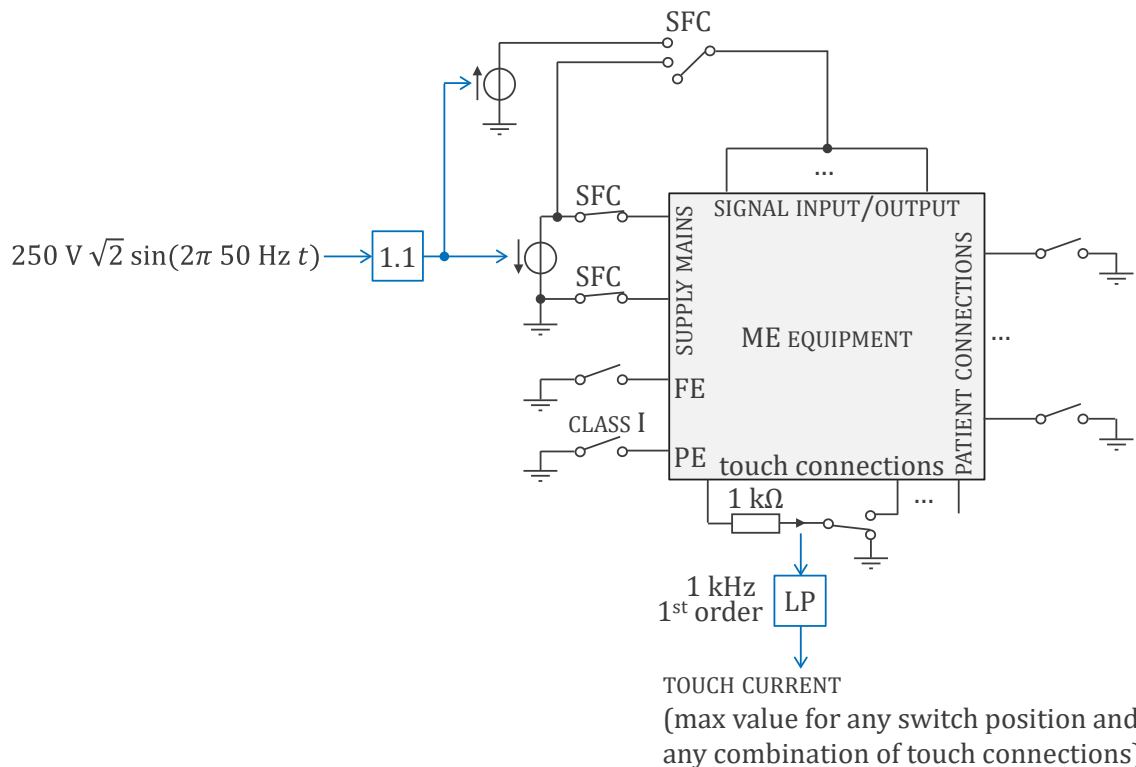 SFC
SFC
SIGNAL INPUT/OUTPUT
...
250 V √2 sin(2π 50 Hz t)
1.1
SFC
SUPPLY MAINS
ME EQUIPMENT
PATIENT CONNECTIONS
...
FE
CLASS I
PE
touch connections
1 kΩ
...
1 kHz
1st order
LP
TOUCH CURRENT
(max value for any switch position and
any combination of touch connections)